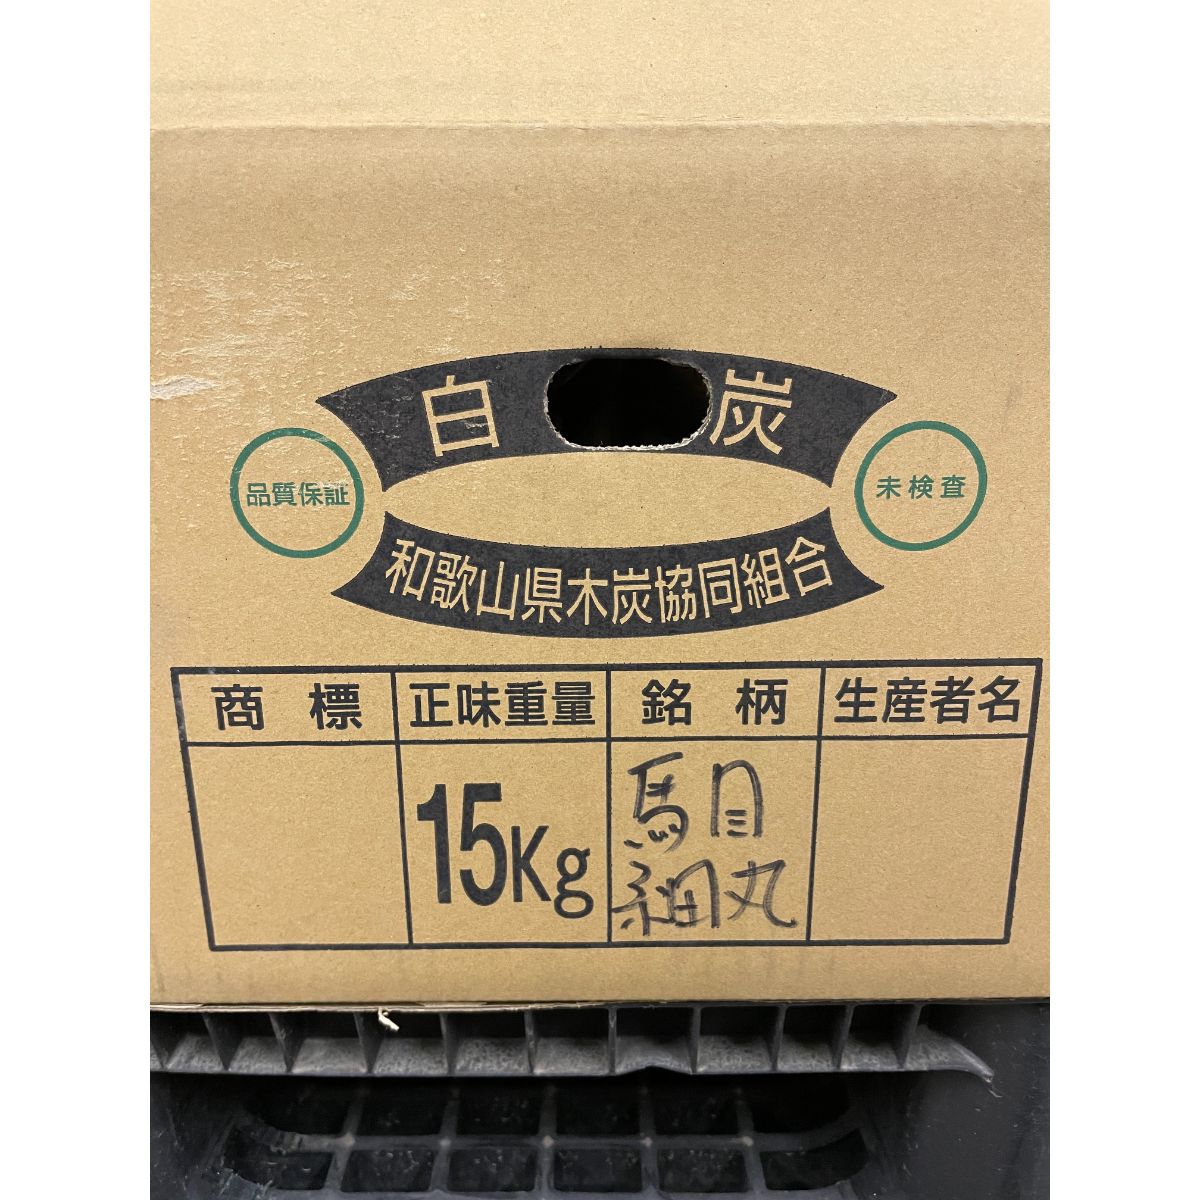 白炭
品質保証
未検査
和歌山県木炭協同組合
商標 正味重量 銘柄 生産者名
15Kg
馬目
細丸